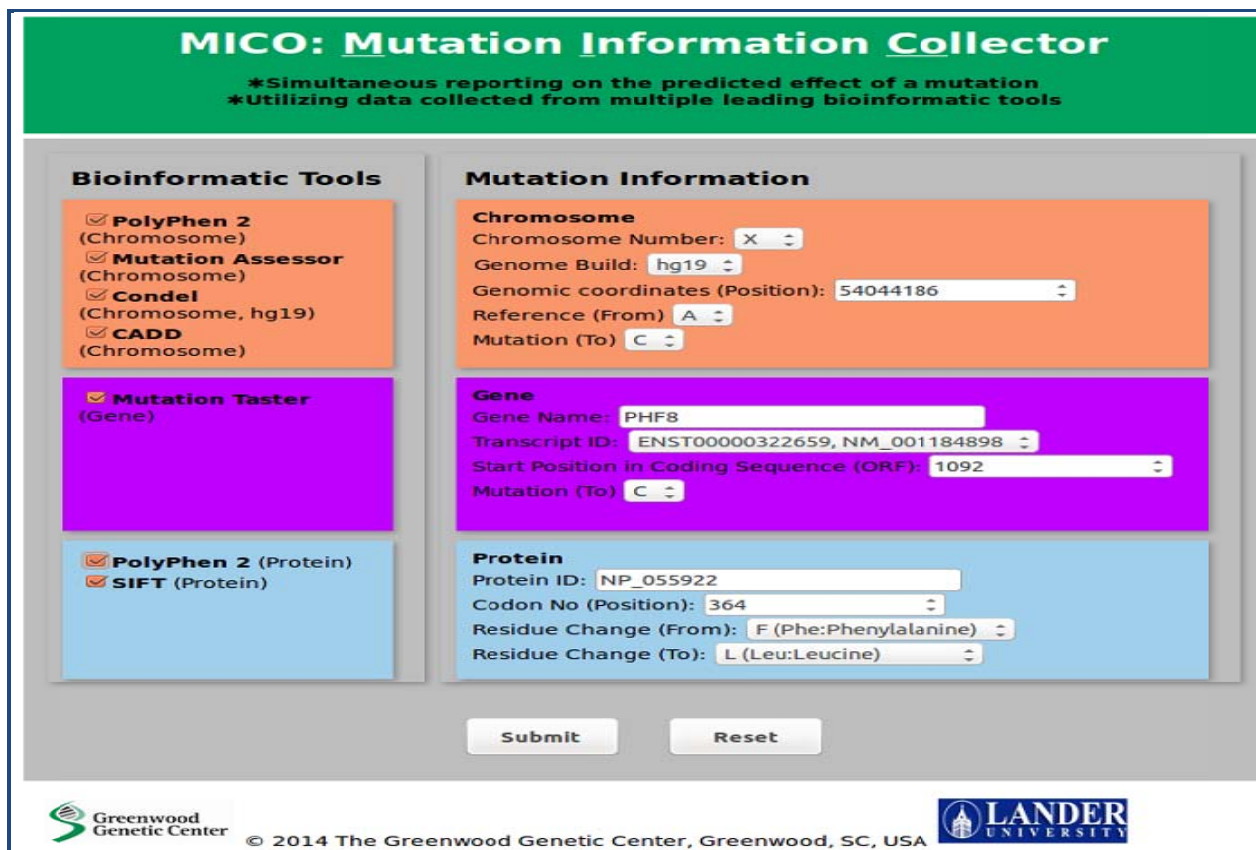 MICO: Mutation Information Collector
*Simultaneous reporting on the predicted effect of a mutation
*Utilizing data collected from multiple leading bioinformatic tools
Bioinformatic Tools
PolyPhen 2
(Chromosome)
Mutation Assessor
(Chromosome)
Condel
(Chromosome, hg19)
CADD
(Chromosome)
Mutation Taster
(Gene)
PolyPhen 2 (Protein)
SIFT (Protein)
Mutation Information
Chromosome
Chromosome Number: X
Genome Build: hg19
Genomic coordinates (Position): 54044186
Reference (From) A
Mutation (To) C
Gene
Gene Name: PHF8
Transcript ID: ENST00000322659, NM_001184898
Start Position in Coding Sequence (ORF): 1092
Mutation (To) C
Protein
Protein ID: NP_055922
Codon No (Position): 364
Residue Change (From): F (Phe:Phenylalanine)
Residue Change (To): L (Leu:Leucine)
Submit Reset
Greenwood
Genetic Center
© 2014 The Greenwood Genetic Center, Greenwood, SC, USA
LANDER
UNIVERSITY